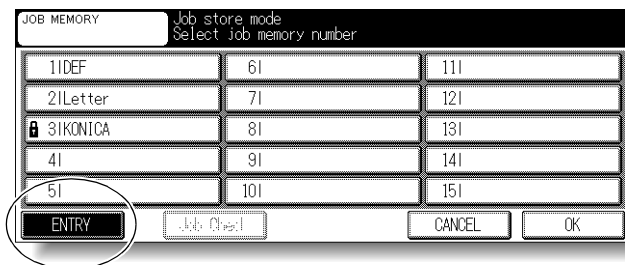 JOB MEMORY
Job store mode
Select job memory number
1|DEF
6|
11|
2|Letter
7|
12|
3|KONICA
8|
13|
4|
9|
14|
5|
10|
15|
ENTRY
Job Check
CANCEL
OK